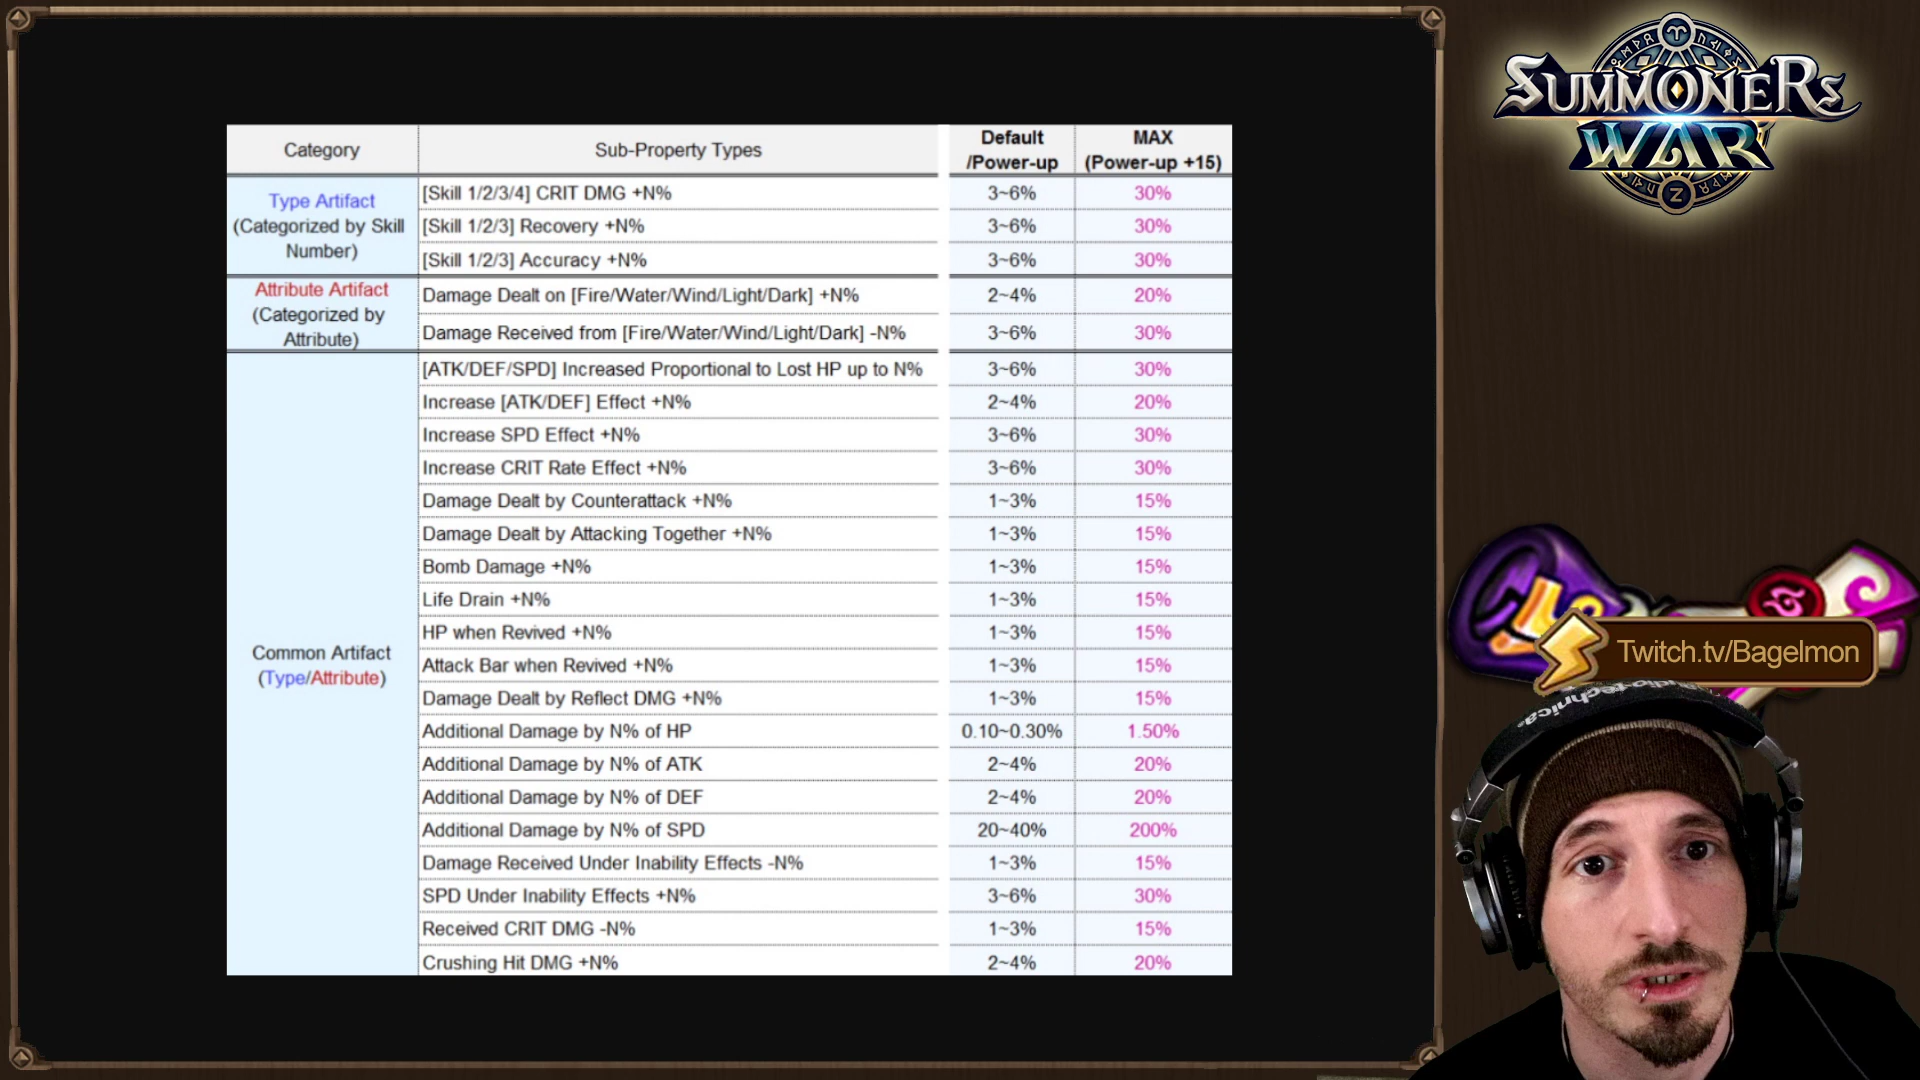 SUMMONERS
WAR
Category
Sub-Property Types
Default
/Power-up
MAX
(Power-up +15)
Type Artifact
(Categorized by Skill
Number)
[Skill 1/2/3/4] CRIT DMG +N%
3~6%
30%
[Skill 1/2/3] Recovery +N%
3~6%
30%
[Skill 1/2/3] Accuracy +N%
3~6%
30%
Attribute Artifact
(Categorized by
Attribute)
Damage Dealt on [Fire/Water/Wind/Light/Dark] +N%
2~4%
20%
Damage Received from [Fire/Water/Wind/Light/Dark] -N%
3~6%
30%
Common Artifact
(Type/Attribute)
[ATK/DEF/SPD] Increased Proportional to Lost HP up to N%
3~6%
30%
Increase [ATK/DEF] Effect +N%
2~4%
20%
Increase SPD Effect +N%
3~6%
30%
Increase CRIT Rate Effect +N%
3~6%
30%
Damage Dealt by Counterattack +N%
1~3%
15%
Damage Dealt by Attacking Together +N%
1~3%
15%
Bomb Damage +N%
1~3%
15%
Life Drain +N%
1~3%
15%
HP when Revived +N%
1~3%
15%
Attack Bar when Revived +N%
1~3%
15%
Damage Dealt by Reflect DMG +N%
1~3%
15%
Additional Damage by N% of HP
0.10~0.30%
1.50%
Additional Damage by N% of ATK
2~4%
20%
Additional Damage by N% of DEF
2~4%
20%
Additional Damage by N% of SPD
20~40%
200%
Damage Received Under Inability Effects -N%
1~3%
15%
SPD Under Inability Effects +N%
3~6%
30%
Received CRIT DMG -N%
1~3%
15%
Crushing Hit DMG +N%
2~4%
20%
Twitch.tv/Bagelmon